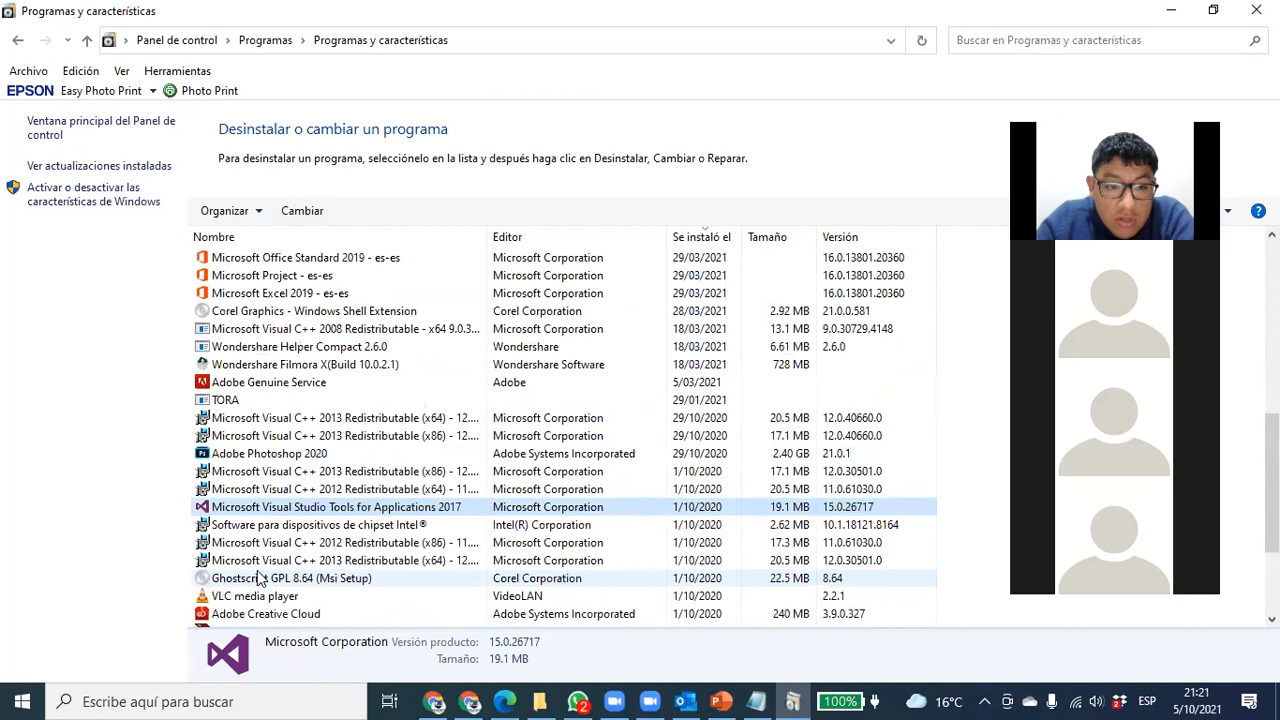 Programas y características
Panel de control > Programas > Programas y características
Buscar en Programas y características
Archivo Edición Ver Herramientas
EPSON Easy Photo Print Photo Print
Ventana principal del Panel de
control
Ver actualizaciones instaladas
Activar o desactivar las
características de Windows
Desinstalar o cambiar un programa
Para desinstalar un programa, selecciónelo en la lista y después haga clic en Desinstalar, Cambiar o Reparar.
Organizar Cambiar
Nombre Editor Se instaló el Tamaño Versión
Microsoft Office Standard 2019 - es-es Microsoft Corporation 29/03/2021 16.0.13801.20360
Microsoft Project - es-es Microsoft Corporation 29/03/2021 16.0.13801.20360
Microsoft Excel 2019 - es-es Microsoft Corporation 29/03/2021 16.0.13801.20360
Corel Graphics - Windows Shell Extension Corel Corporation 28/03/2021 2.92 MB 21.0.0.581
Microsoft Visual C++ 2008 Redistributable - x64 9.0.3... Microsoft Corporation 18/03/2021 13.1 MB 9.0.30729.4148
Wondershare Helper Compact 2.6.0 Wondershare 18/03/2021 6.61 MB 2.6.0
Wondershare Filmora X(Build 10.0.2.1) Wondershare Software 18/03/2021 728 MB
Adobe Genuine Service Adobe 5/03/2021
TORA 29/01/2021
Microsoft Visual C++ 2013 Redistributable (x64) - 12.... Microsoft Corporation 29/10/2020 20.5 MB 12.0.40660.0
Microsoft Visual C++ 2013 Redistributable (x86) - 12.... Microsoft Corporation 29/10/2020 17.1 MB 12.0.40660.0
Adobe Photoshop 2020 Adobe Systems Incorporated 29/10/2020 2.40 GB 21.0.1
Microsoft Visual C++ 2013 Redistributable (x86) - 12.... Microsoft Corporation 1/10/2020 17.1 MB 12.0.30501.0
Microsoft Visual C++ 2012 Redistributable (x64) - 11.... Microsoft Corporation 1/10/2020 20.5 MB 11.0.61030.0
Microsoft Visual Studio Tools for Applications 2017 Microsoft Corporation 1/10/2020 19.1 MB 15.0.26717
Software para dispositivos de chipset Intel® Intel(R) Corporation 1/10/2020 2.62 MB 10.1.18121.8164
Microsoft Visual C++ 2012 Redistributable (x86) - 11.... Microsoft Corporation 1/10/2020 17.3 MB 11.0.61030.0
Microsoft Visual C++ 2013 Redistributable (x64) - 12.... Microsoft Corporation 1/10/2020 20.5 MB 12.0.30501.0
Ghostscript GPL 8.64 (Msi Setup) Corel Corporation 1/10/2020 22.5 MB 8.64
VLC media player VideoLAN 2.2.1
Adobe Creative Cloud Adobe Systems Incorporated 240 MB 3.9.0.327
Microsoft Corporation Versión producto: 15.0.26717
Tamaño: 19.1 MB
Escribe aquí para buscar
2
100%
16°C
ESP
21:21
5/10/2021